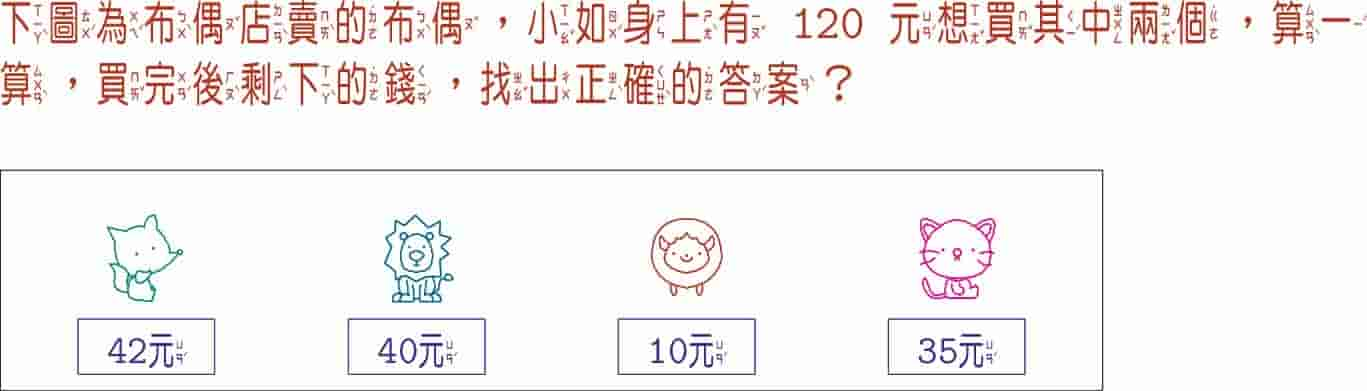 下圖為布偶店賣的布偶，小如身上有 120 元想買其中兩個，算一
算，買完後剩下的錢，找出正確的答案？
42元 40元 10元 35元